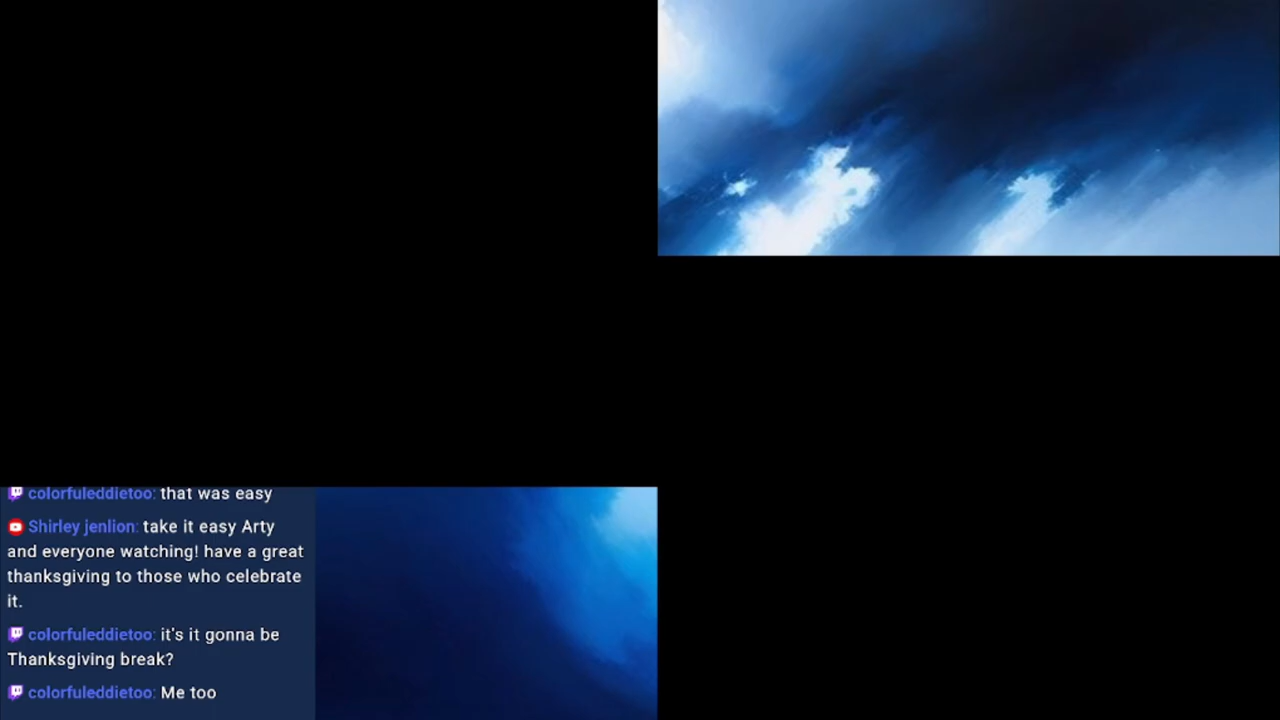 colorfuleddietoo: that was easy
Shirley jenlion: take it easy Arty
and everyone watching! have a great
thanksgiving to those who celebrate
it.
colorfuleddietoo: it's it gonna be
Thanksgiving break?
colorfuleddietoo: Me too